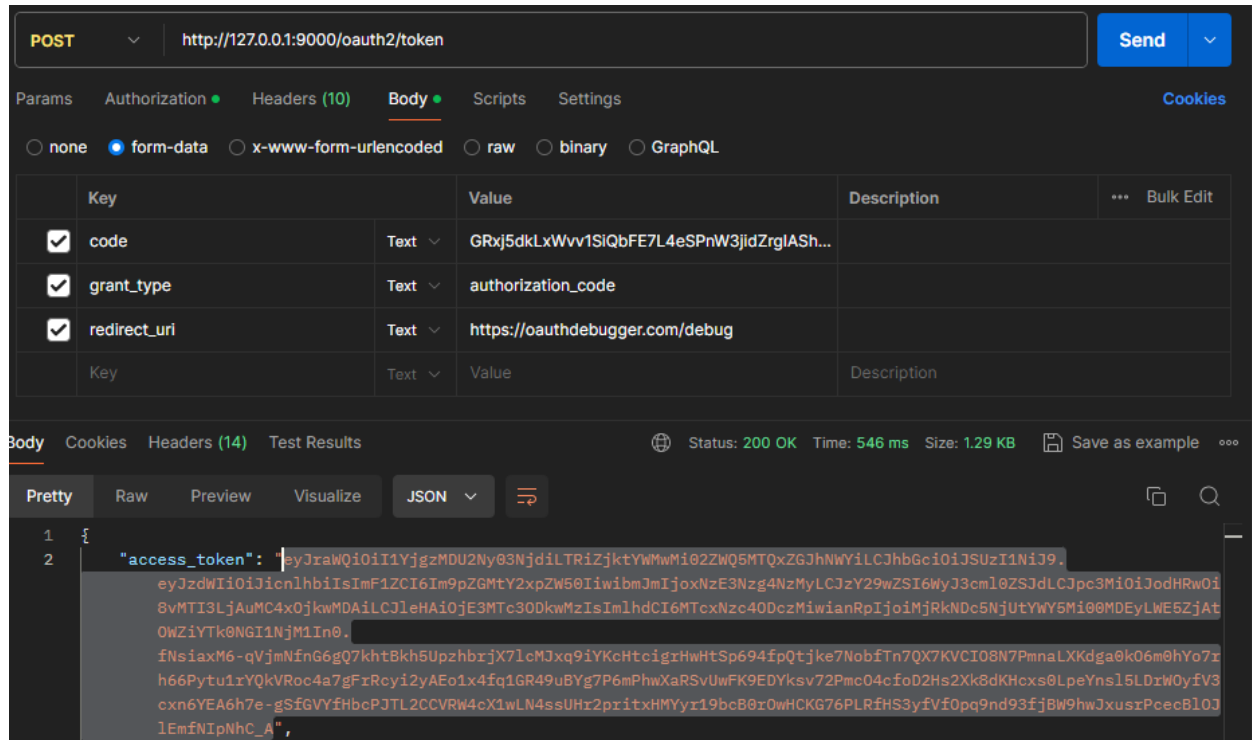 POST http://127.0.0.1:9000/oauth2/token Send
Params Authorization Headers (10) Body Scripts Settings Cookies
none form-data x-www-form-urlencoded raw binary GraphQL
Key Value Description Bulk Edit
code Text GRxj5dkLxWvv1SiQbFE7L4eSPnW3jidZrgIASh...
grant_type Text authorization_code
redirect_uri Text https://oauthdebugger.com/debug
Key Text Value Description
Body Cookies Headers (14) Test Results Status: 200 OK Time: 546 ms Size: 1.29 KB Save as example
Pretty Raw Preview Visualize JSON
1 {
2 "access_token": "eyJraWQiOiI1YjgzMDU2Ny03NjdiLTRiZjktYWMwMi02ZWQ5MTQxZGJhNWYiLCJhbGciOiJSUzI1NiJ9.
eyJzdWIiOiJicnlhbiIsImF1ZCI6Im9pZGMtY2xpZW50IiwibmJmIjoxNzE3Nzg4NzMyLCJzY29wZSI6WyJ3cml0ZSJdLCJpc3MiOiJodHRwOi
8vMTI3LjAuMC4xOjkwMDAiLCJleHAiOjE3MTc3ODkwMzIsImlhdCI6MTcxNzc4ODczMiwianRpIjoiMjRkNDc5NjUtYWY5Mi00MDEyLWE5ZjAt
OWZiYTk0NGI1NjM1In0.
fNsiaxM6-qVjmNfnG6gQ7khtBkh5UpzhbrjX7lcMJxq9iYKcHtcigrHwHtSp694fpQtjke7NobfTn7QX7KVCIO8N7PmnaLXKdga0kO6m0hYo7r
h66Pytu1rYQkVRoc4a7gFrRcyi2yAEo1x4fq1GR49uBYg7P6mPhwXaRSvUwFK9EDYksv72PmcO4cfoD2Hs2Xk8dKHcxs0LpeYnsl5LDrWOyfV3
cxn6YEA6h7e-gSfGVYfHbcPJTL2CCVRW4cX1wLN4ssUHr2pritxHMYyr19bcB0rOwHCKG76PLRfHS3yfVfOpq9nd93fjBW9hwJxusrPcecBlOJ
lEmfNIpNhC_A",